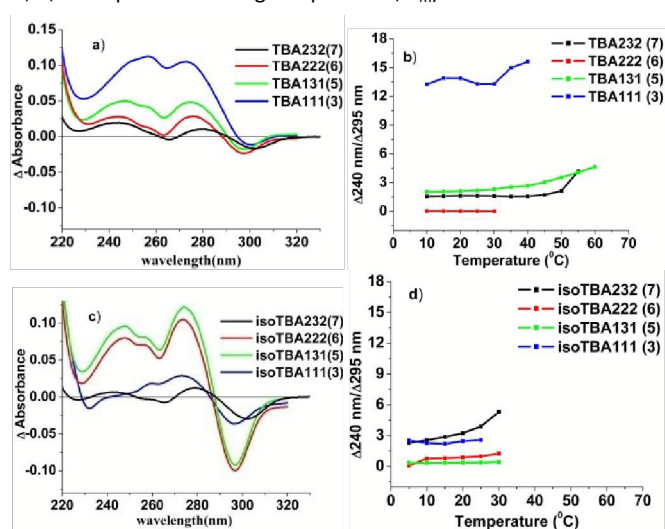 a)
TBA232(7)
TBA222(6)
TBA131(5)
TBA111(3)
Δ Absorbance
0.15
0.10
0.05
0.00
-0.05
-0.10
220 240 260 280 300 320
wavelength(nm)
b)
TBA232 (7)
TBA222 (6)
TBA131 (5)
TBA111 (3)
Δ240 nm/Δ295 nm
18
15
12
9
6
3
0
0 10 20 30 40 50 60 70
Temperature (⁰C)
c)
isoTBA232(7)
isoTBA222(6)
isoTBA131(5)
isoTBA111(3)
Δ Absorbance
0.10
0.05
0.00
-0.05
-0.10
220 240 260 280 300 320
wavelength(nm)
d)
isoTBA232 (7)
isoTBA222 (6)
isoTBA131 (5)
isoTBA111 (3)
Δ240 nm/Δ295 nm
18
15
12
9
6
3
0
0 10 20 30 40 50 60 70
Temperature (⁰C)